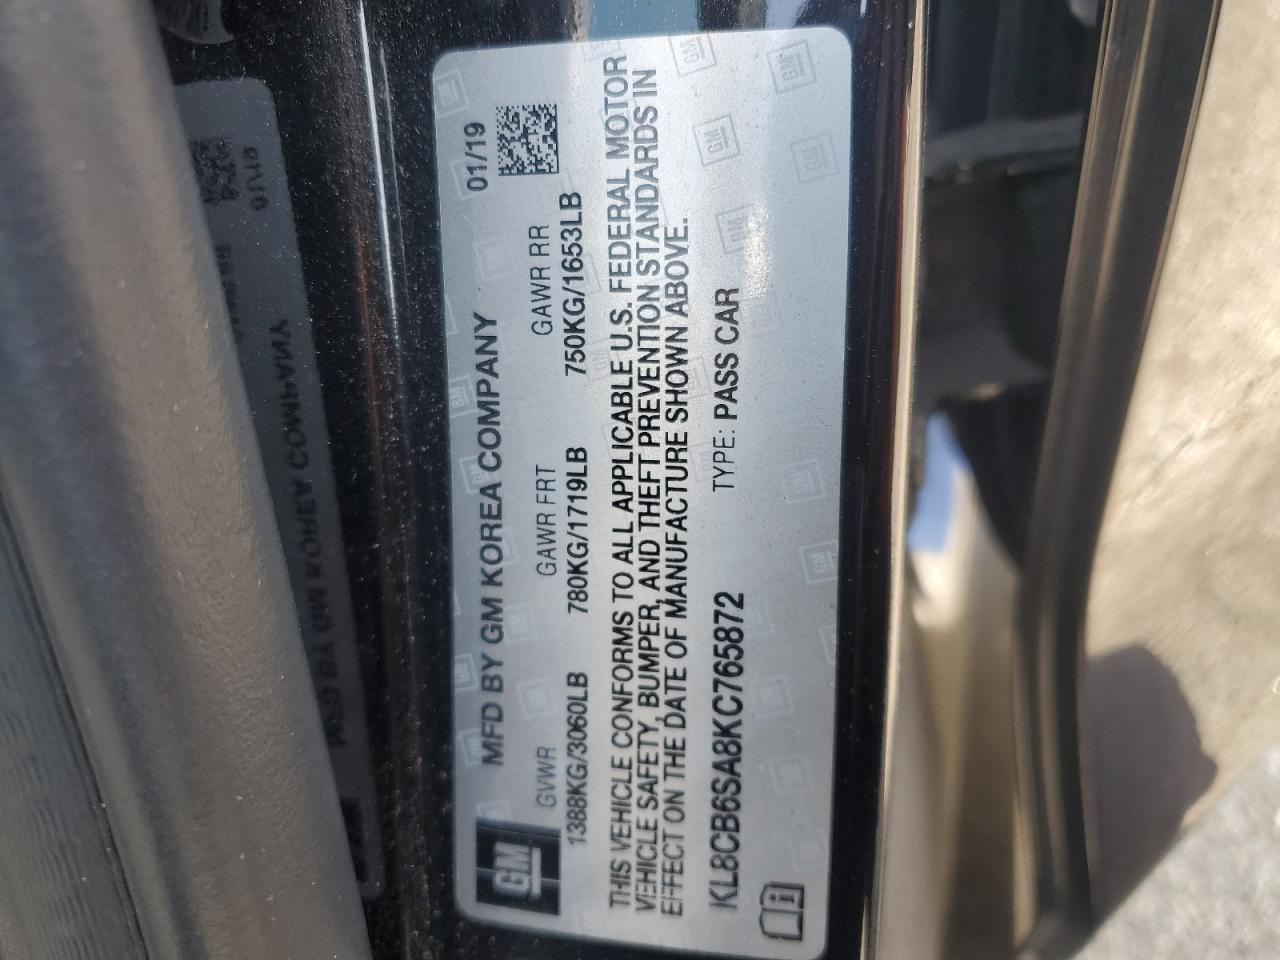 MFD BY GM KOREA COMPANY 01/19
GM
GVWR GAWR FRT GAWR RR
1388KG/3060LB 780KG/1719LB 750KG/1653LB
THIS VEHICLE CONFORMS TO ALL APPLICABLE U.S. FEDERAL MOTOR
VEHICLE SAFETY, BUMPER, AND THEFT PREVENTION STANDARDS IN
EFFECT ON THE DATE OF MANUFACTURE SHOWN ABOVE.
KL8CB6SA8KC765872 TYPE: PASS CAR